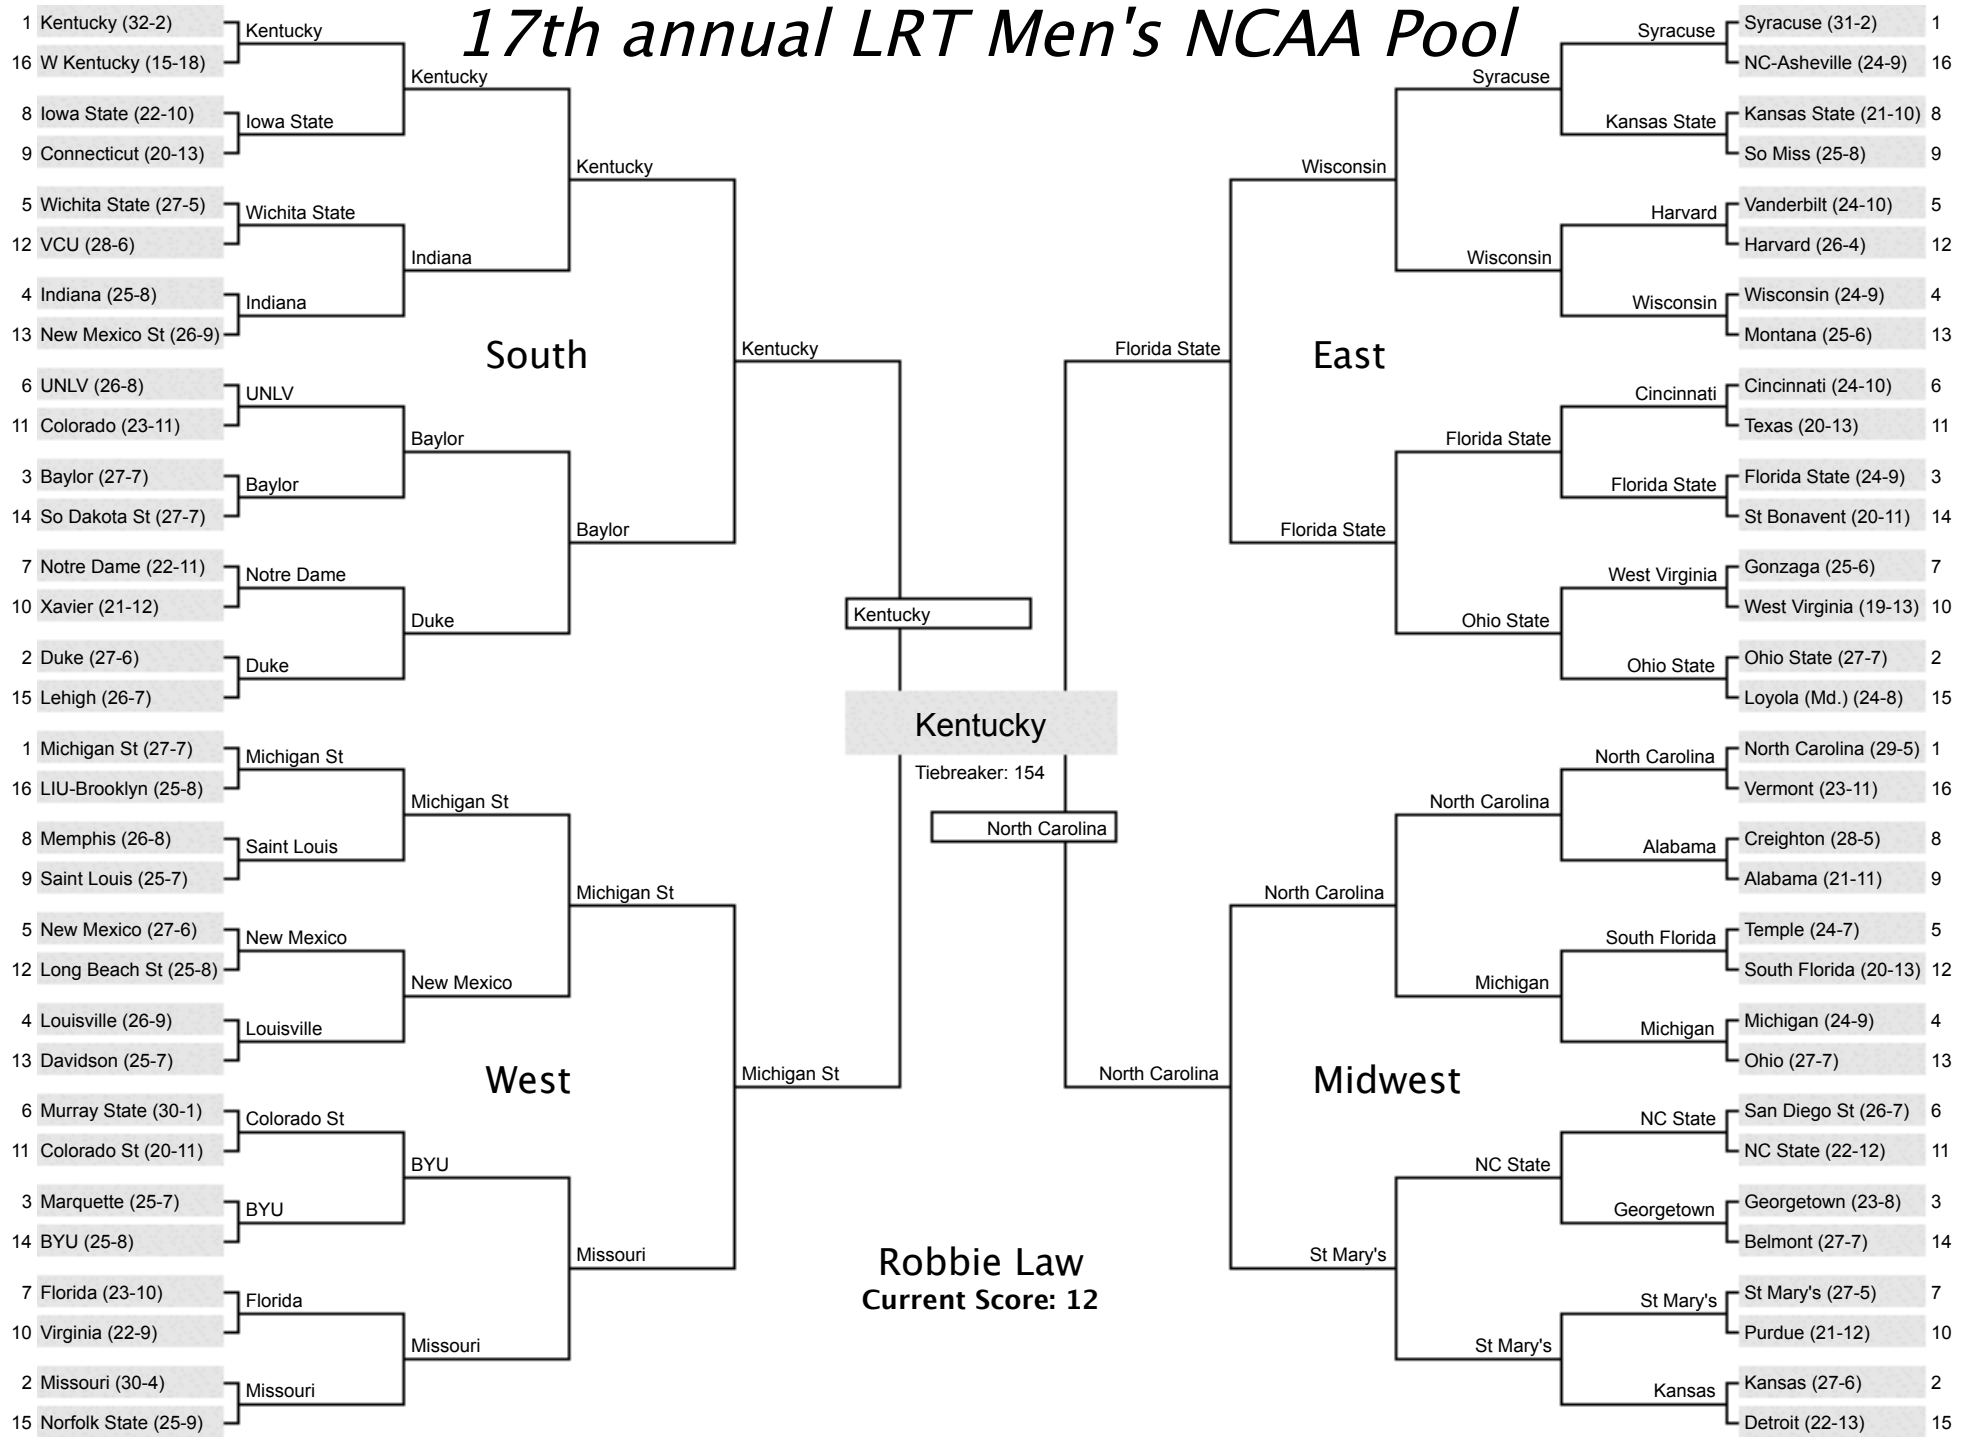 17th annual LRT Men's NCAA Pool
1 Kentucky (32-2)
16 W Kentucky (15-18)
8 Iowa State (22-10)
9 Connecticut (20-13)
5 Wichita State (27-5)
12 VCU (28-6)
4 Indiana (25-8)
13 New Mexico St (26-9)
6 UNLV (26-8)
11 Colorado (23-11)
3 Baylor (27-7)
14 So Dakota St (27-7)
7 Notre Dame (22-11)
10 Xavier (21-12)
2 Duke (27-6)
15 Lehigh (26-7)
Kentucky
Iowa State
Wichita State
Indiana
UNLV
Baylor
Notre Dame
Duke
Kentucky
Indiana
Baylor
Duke
Kentucky
Baylor
South
Kentucky
1 Michigan St (27-7)
16 LIU-Brooklyn (25-8)
8 Memphis (26-8)
9 Saint Louis (25-7)
5 New Mexico (27-6)
12 Long Beach St (25-8)
4 Louisville (26-9)
13 Davidson (25-7)
6 Murray State (30-1)
11 Colorado St (20-11)
3 Marquette (25-7)
14 BYU (25-8)
7 Florida (23-10)
10 Virginia (22-9)
2 Missouri (30-4)
15 Norfolk State (25-9)
Michigan St
Saint Louis
New Mexico
Louisville
Colorado St
BYU
Florida
Missouri
Michigan St
New Mexico
BYU
Missouri
Michigan St
Missouri
West
Michigan St
Kentucky
Kentucky
Tiebreaker: 154
North Carolina
Robbie Law
Current Score: 12
Syracuse (31-2) 1
NC-Asheville (24-9) 16
Kansas State (21-10) 8
So Miss (25-8) 9
Vanderbilt (24-10) 5
Harvard (26-4) 12
Wisconsin (24-9) 4
Montana (25-6) 13
Cincinnati (24-10) 6
Texas (20-13) 11
Florida State (24-9) 3
St Bonavent (20-11) 14
Gonzaga (25-6) 7
West Virginia (19-13) 10
Ohio State (27-7) 2
Loyola (Md.) (24-8) 15
Syracuse
Kansas State
Harvard
Wisconsin
Cincinnati
Florida State
West Virginia
Ohio State
Syracuse
Wisconsin
Florida State
Ohio State
Wisconsin
Florida State
East
Florida State
North Carolina (29-5) 1
Vermont (23-11) 16
Creighton (28-5) 8
Alabama (21-11) 9
Temple (24-7) 5
South Florida (20-13) 12
Michigan (24-9) 4
Ohio (27-7) 13
San Diego St (26-7) 6
NC State (22-12) 11
Georgetown (23-8) 3
Belmont (27-7) 14
St Mary's (27-5) 7
Purdue (21-12) 10
Kansas (27-6) 2
Detroit (22-13) 15
North Carolina
Alabama
South Florida
Michigan
NC State
Georgetown
St Mary's
Kansas
North Carolina
Michigan
NC State
St Mary's
North Carolina
St Mary's
Midwest
North Carolina